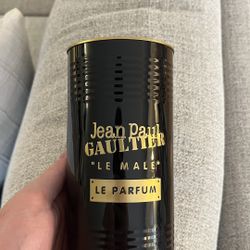 Jean Paul
GAULTIER
"LE MALE"
LE PARFUM